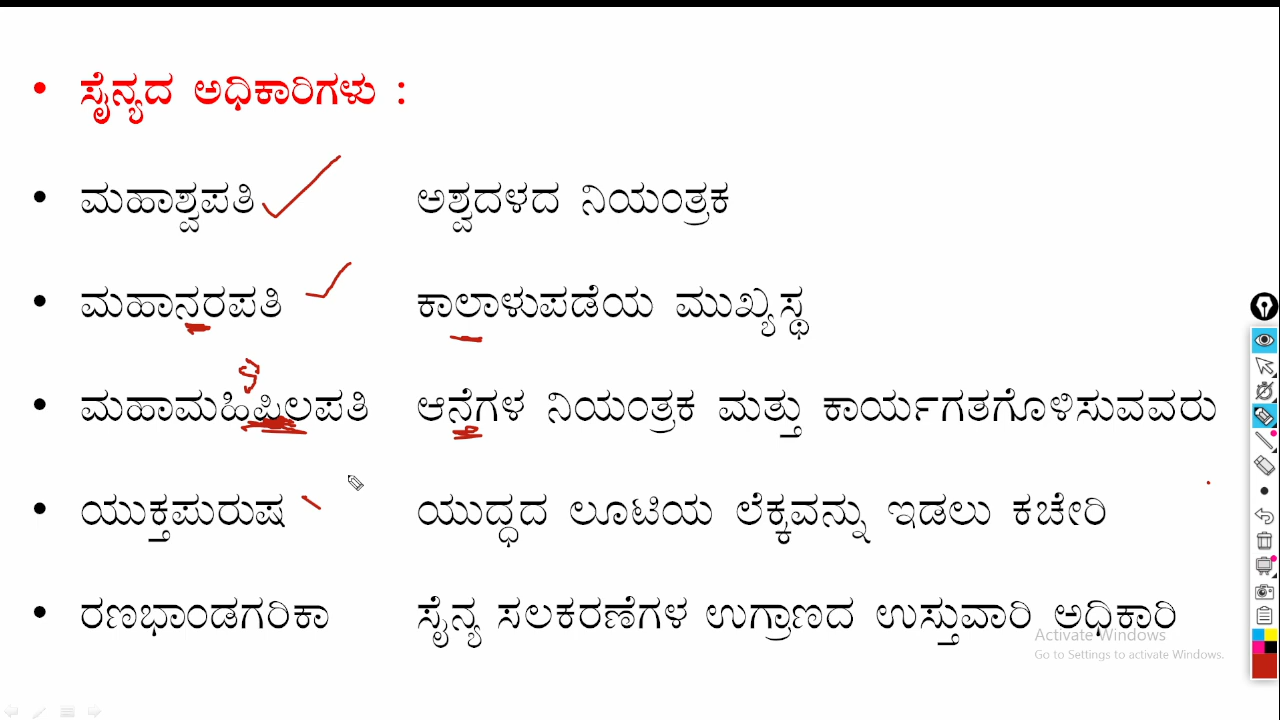 • ಸೈನ್ಯದ ಅಧಿಕಾರಿಗಳು :
• ಮಹಾಶ್ವಪತಿ ಅಶ್ವದಳದ ನಿಯಂತ್ರಕ
• ಮಹಾನರಪತಿ ಕಾಲಾಳುಪಡೆಯ ಮುಖ್ಯಸ್ಥ
• ಮಹಾಮಹಿಷಿಲಪತಿ ಆನೆಗಳ ನಿಯಂತ್ರಕ ಮತ್ತು ಕಾರ್ಯಗತಗೊಳಿಸುವವರು
• ಯುಕ್ತಪುರುಷ ಯುದ್ಧದ ಲೂಟಿಯ ಲೆಕ್ಕವನ್ನು ಇಡಲು ಕಚೇರಿ
• ರಣಭಾಂಡಗರಿಕಾ ಸೈನ್ಯ ಸಲಕರಣೆಗಳ ಉಗ್ರಾಣದ ಉಸ್ತುವಾರಿ ಅಧಿಕಾರಿ
Activate Windows
Go to Settings to activate Windows.